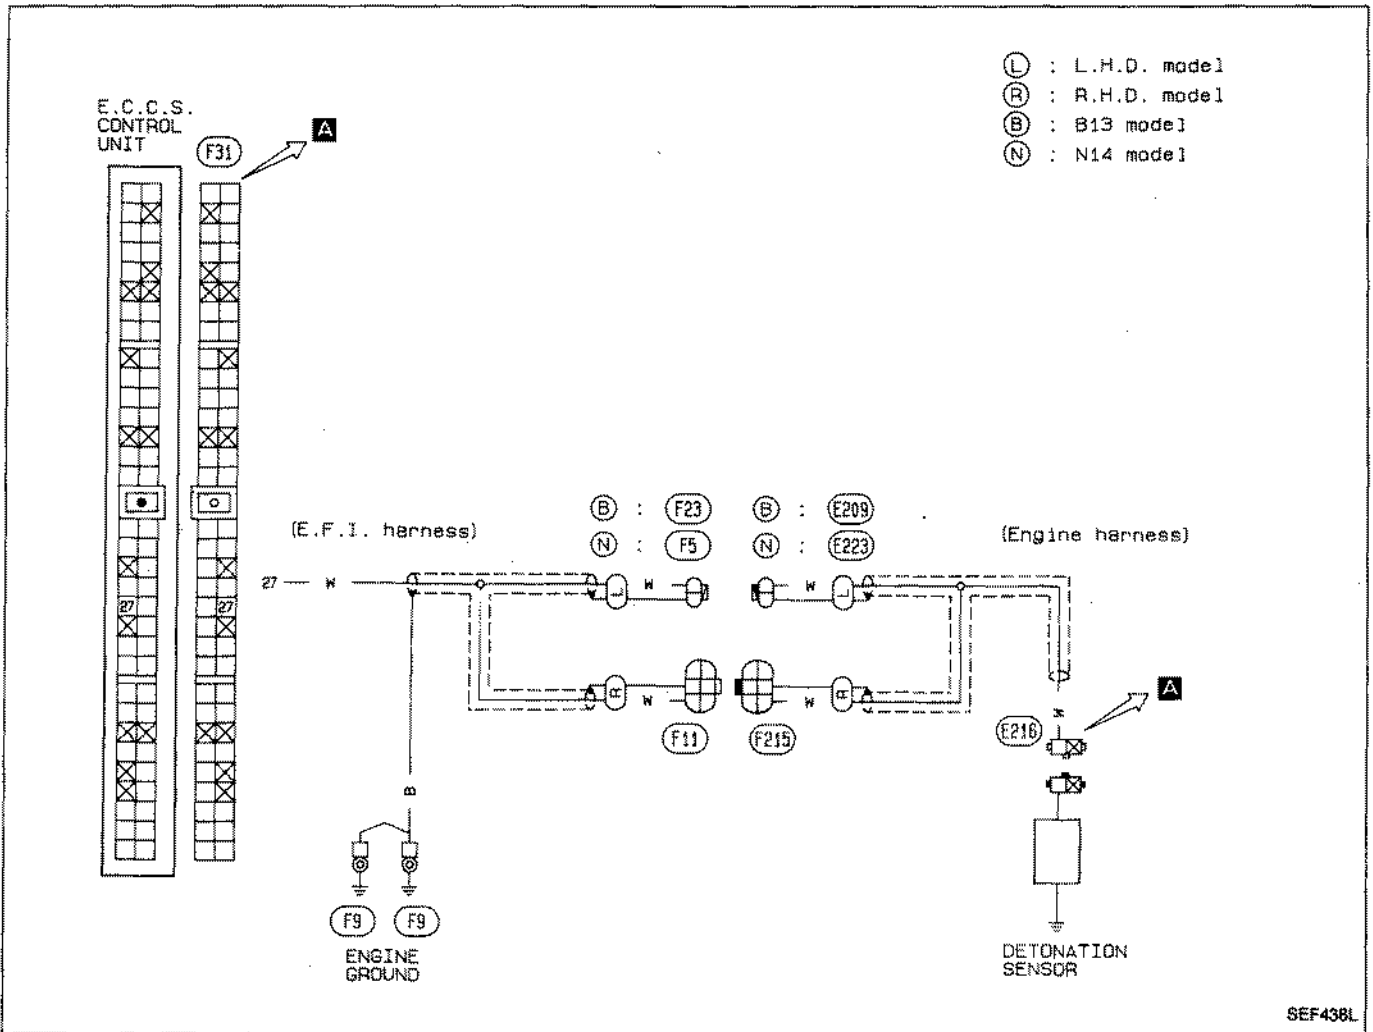 Ⓛ : L.H.D. model
Ⓡ : R.H.D. model
Ⓑ : B13 model
Ⓝ : N14 model
E.C.C.S.
CONTROL
UNIT
F31
A
(E.F.I. harness)
Ⓑ : F23 Ⓑ : E209
Ⓝ : F5 Ⓝ : E223
(Engine harness)
27 W L W W L
27 27
R W W R
F11 F215
W
A
E216
B
F9 F9
ENGINE
GROUND
DETONATION
SENSOR
SEF438L